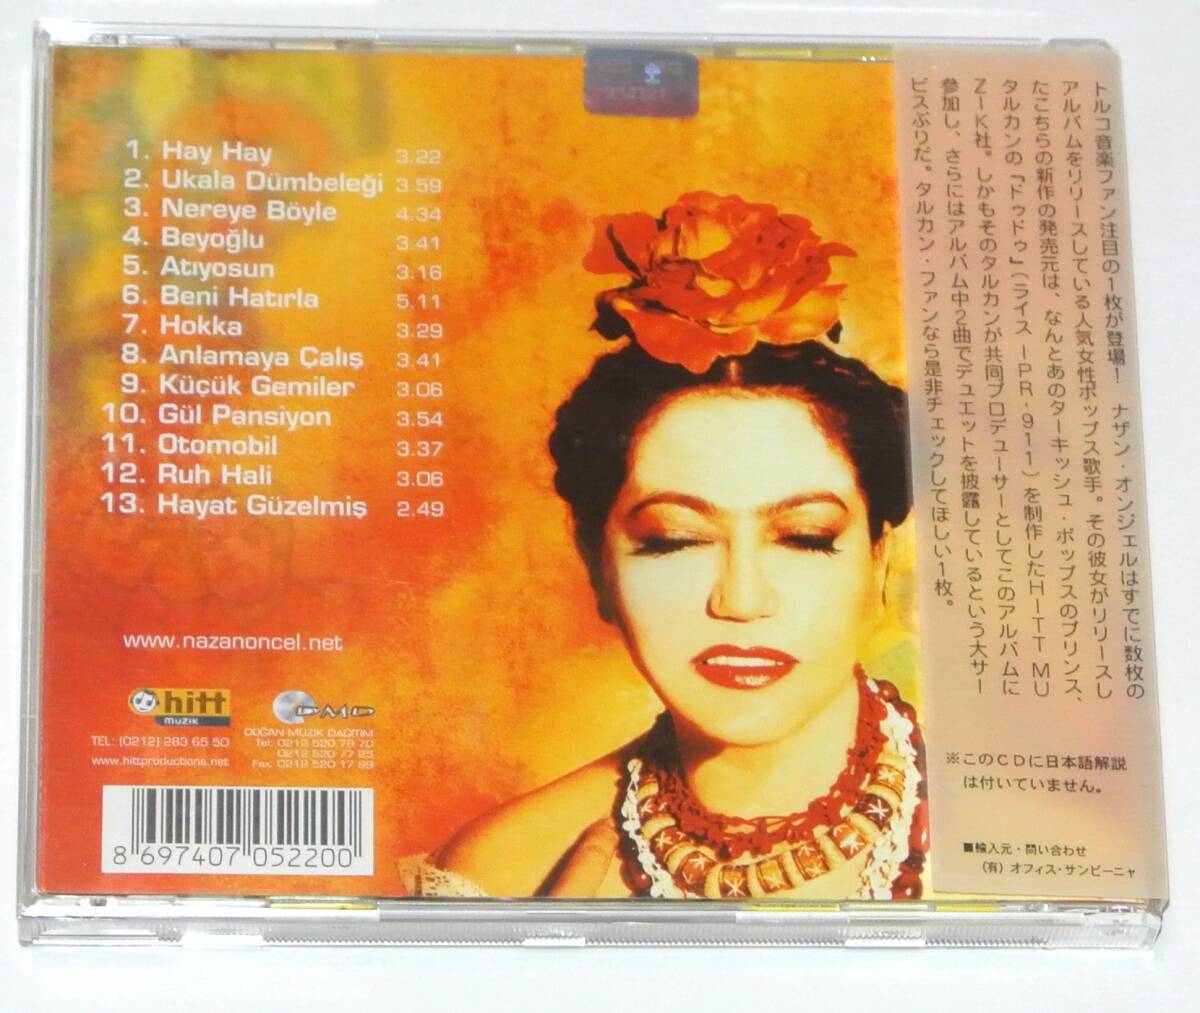 1. Hay Hay 3.22
2. Ukala Dümbeleği 3.59
3. Nereye Böyle 4.34
4. Beyoğlu 3.41
5. Atıyosun 3.16
6. Beni Hatırla 5.11
7. Hokka 3.29
8. Anlamaya Çalış 3.41
9. Küçük Gemiler 3.06
10. Gül Pansiyon 3.54
11. Otomobil 3.37
12. Ruh Hali 3.06
13. Hayat Güzelmiş 2.49
www.nazanoncel.net
hitt
muzik
TEL: (0212) 283 65 50
www.hittproductions.net
DMD
DOĞAN MÜZİK DAĞITIM
Tel: 0212 520 79 70
0212 520 77 85
Fax: 0212 520 17 99
8 697407 052200
トルコ音楽ファン注目の1枚が登場! ナザン・オンジェルはすでに数枚の
アルバムをリリースしている人気女性ポップス歌手。その彼女がリリースし
たこちらの新作の発売元は、なんとあのターキッシュ・ポップスのプリンス、
タルカンの『ドゥドゥ』(ライス IPR-911)を制作したHITT MU
ZIK社。しかもそのタルカンが共同プロデューサーとしてこのアルバムに
参加し、さらにはアルバム中2曲でデュエットを披露しているという大サー
ビスぶりだ。タルカン・ファンなら是非チェックしてほしい1枚。
※このCDに日本語解説
は付いていません。
■輸入元・問い合わせ
(有)オフィス・サンビーニャ